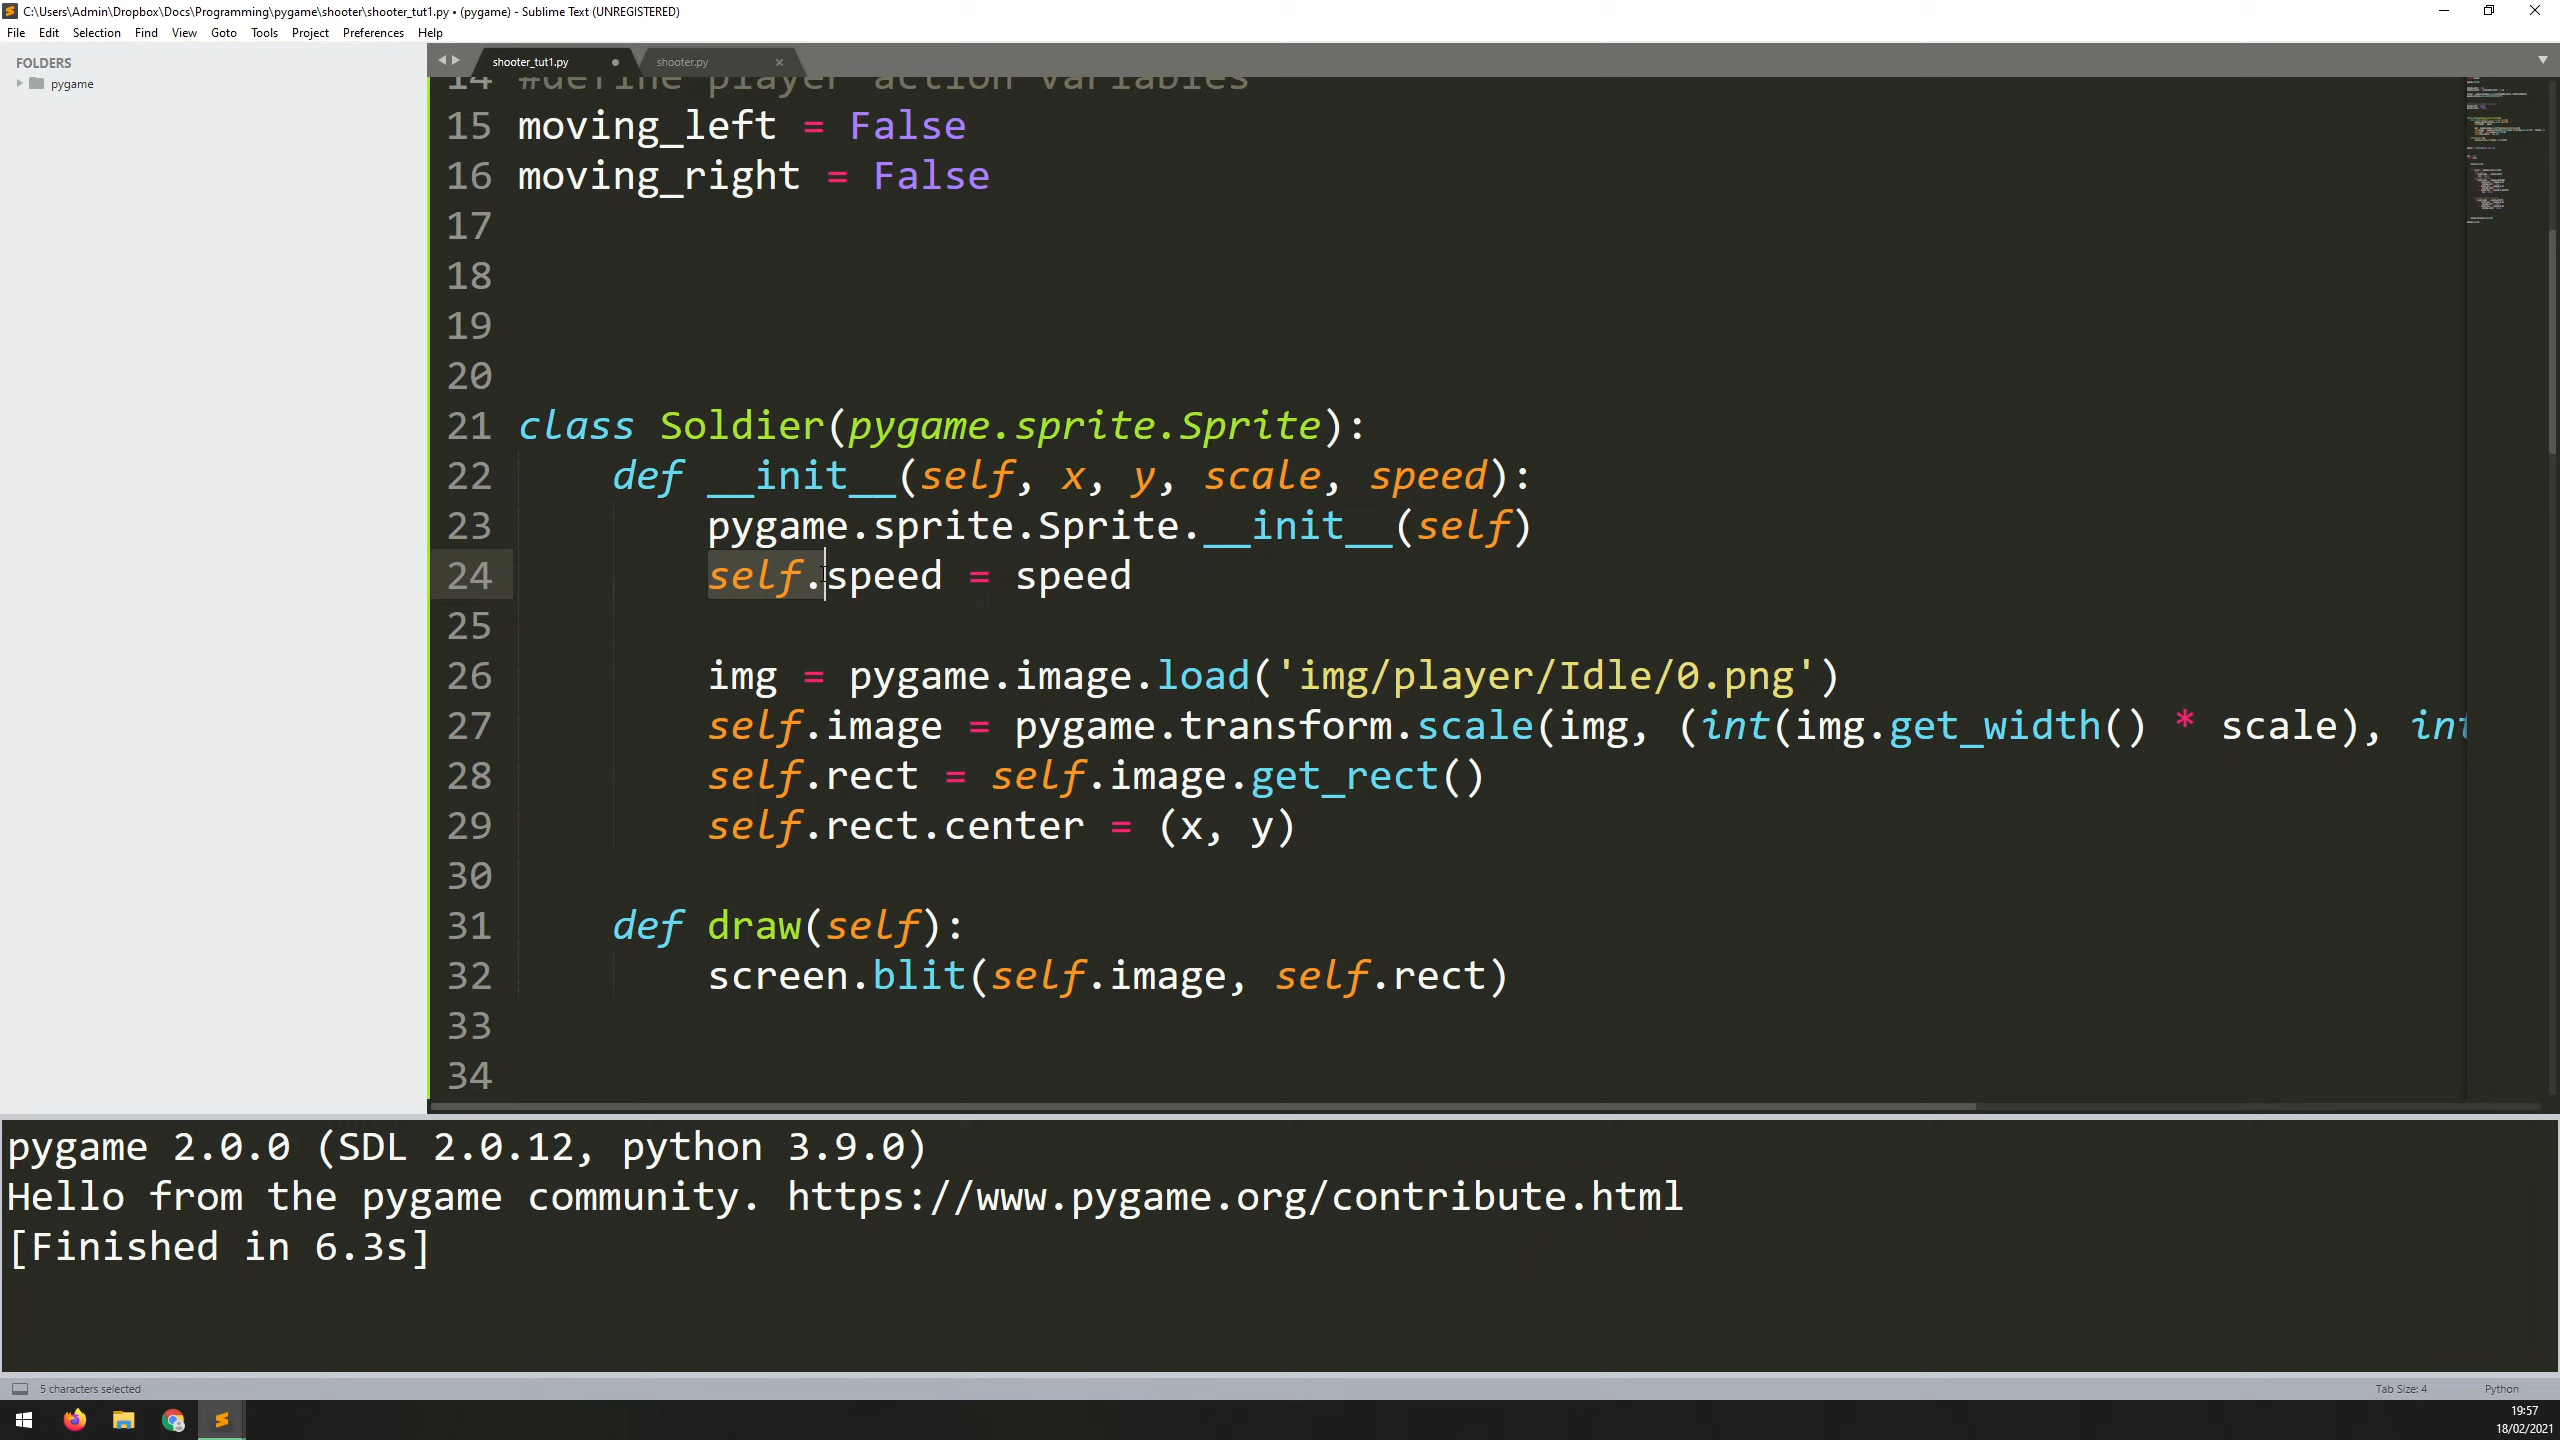 C:\Users\Admin\Dropbox\Docs\Programming\pygame\shooter\shooter_tut1.py • (pygame) - Sublime Text (UNREGISTERED)
File Edit Selection Find View Goto Tools Project Preferences Help
FOLDERS
pygame
shooter_tut1.py
shooter.py
14 #define player action variables
15 moving_left = False
16 moving_right = False
17
18
19
20
21 class Soldier(pygame.sprite.Sprite):
22     def __init__(self, x, y, scale, speed):
23         pygame.sprite.Sprite.__init__(self)
24         self.speed = speed
25
26         img = pygame.image.load('img/player/Idle/0.png')
27         self.image = pygame.transform.scale(img, (int(img.get_width() * scale), int
28         self.rect = self.image.get_rect()
29         self.rect.center = (x, y)
30
31     def draw(self):
32         screen.blit(self.image, self.rect)
33
34
pygame 2.0.0 (SDL 2.0.12, python 3.9.0)
Hello from the pygame community. https://www.pygame.org/contribute.html
[Finished in 6.3s]
5 characters selected
Tab Size: 4
Python
19:57
18/02/2021